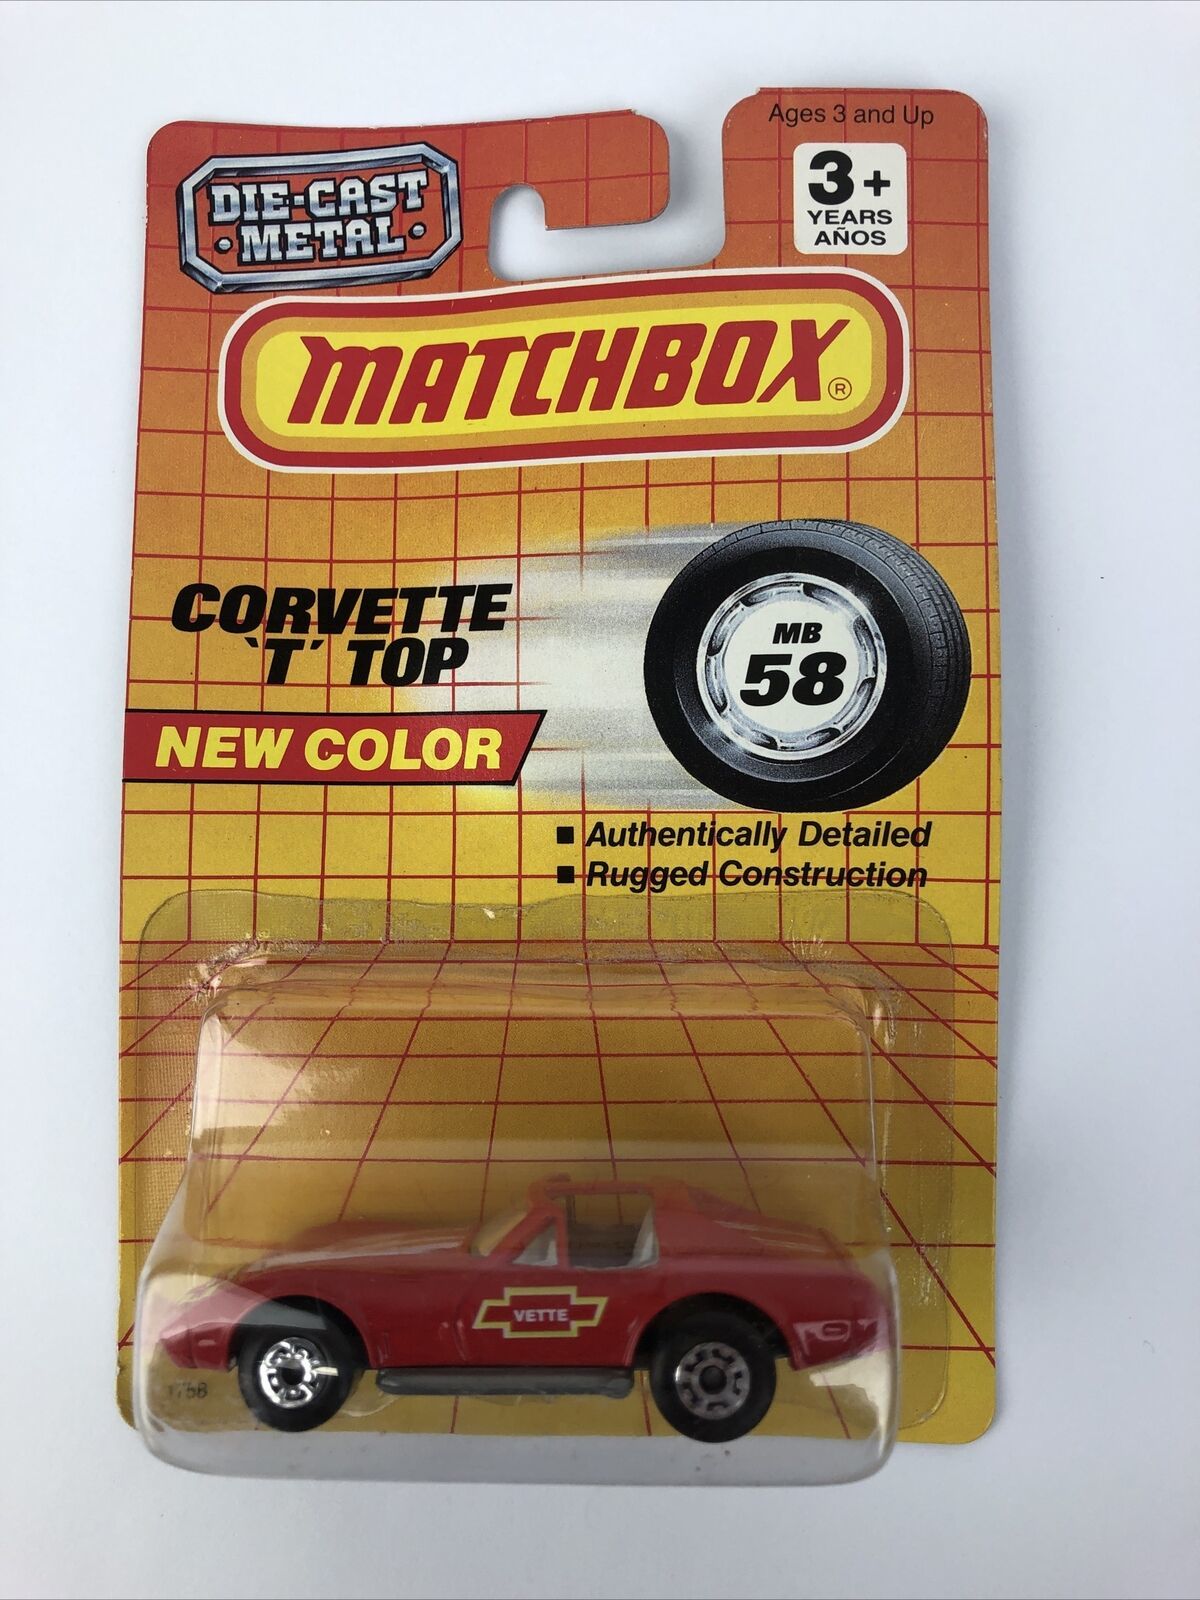 Ages 3 and Up
3+
YEARS
AÑOS
DIE-CAST
·METAL·
MATCHBOX®
CORVETTE
'T' TOP
NEW COLOR
MB
58
■ Authentically Detailed
■ Rugged Construction
VETTE